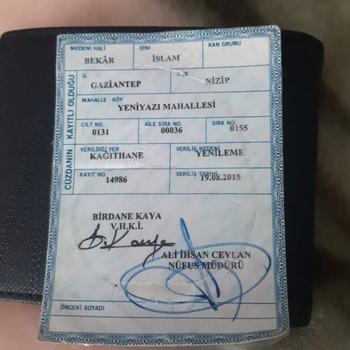 MEDENİ HALİ DİNİ KAN GRUBU
BEKÂR İSLAM
İL İLÇE
GAZİANTEP NİZİP
MAHALLE KÖY
YENİYAZI MAHALLESİ
CİLT NO. AİLE SIRA NO. SIRA NO.
0131 00036 0155
VERİLDİĞİ YER VERİLİŞ NEDENİ
KAĞITHANE YENİLEME
KAYIT NO. VERİLİŞ TARİHİ
14986 19.08.2015
CÜZDANIN KAYITLI OLDUĞU
BİRDANE KAYA
V.H.K.İ.
ALİ İHSAN CEYLAN
NÜFUS MÜDÜRÜ
ÖNCEKİ SOYADI